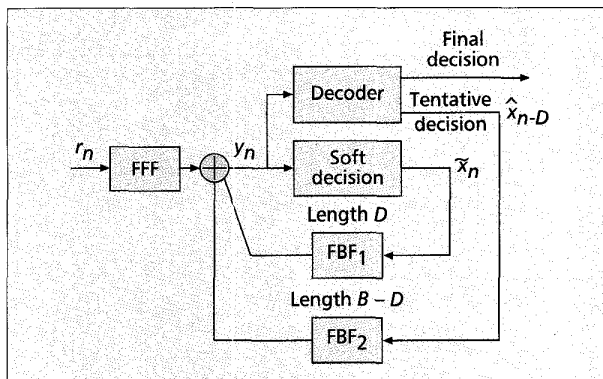 Final
decision
Decoder
Tentative
decision
x̂n-D
rn
FFF
+
yn
Soft
decision
x̃n
Length D
FBF1
Length B – D
FBF2